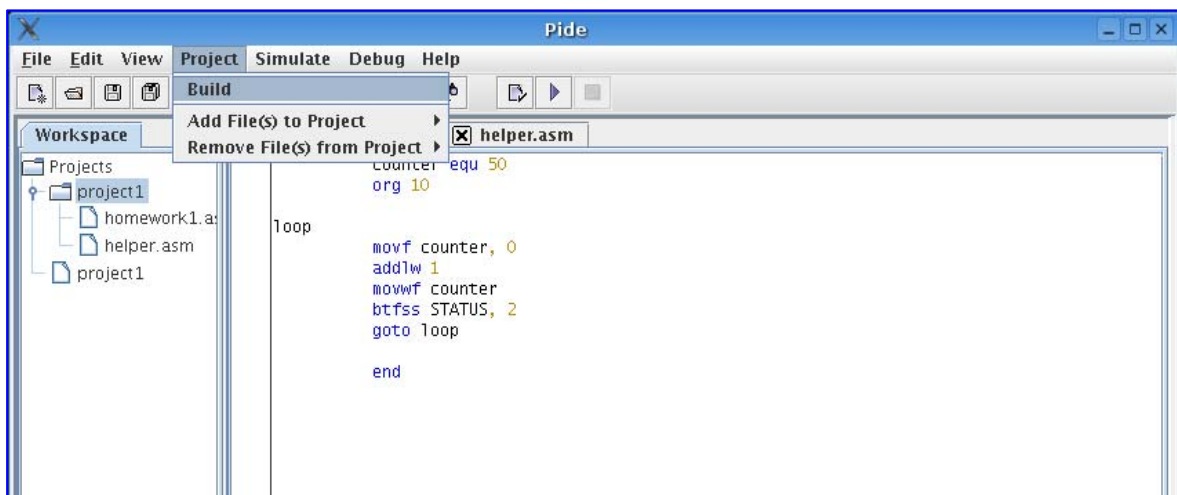 Pide
File Edit View Project Simulate Debug Help
Build
Add File(s) to Project
Remove File(s) from Project
Workspace
helper.asm
Projects
project1
homework1.a
helper.asm
project1
counter equ 50
org 10
loop
movf counter, 0
addlw 1
movwf counter
btfss STATUS, 2
goto loop
end